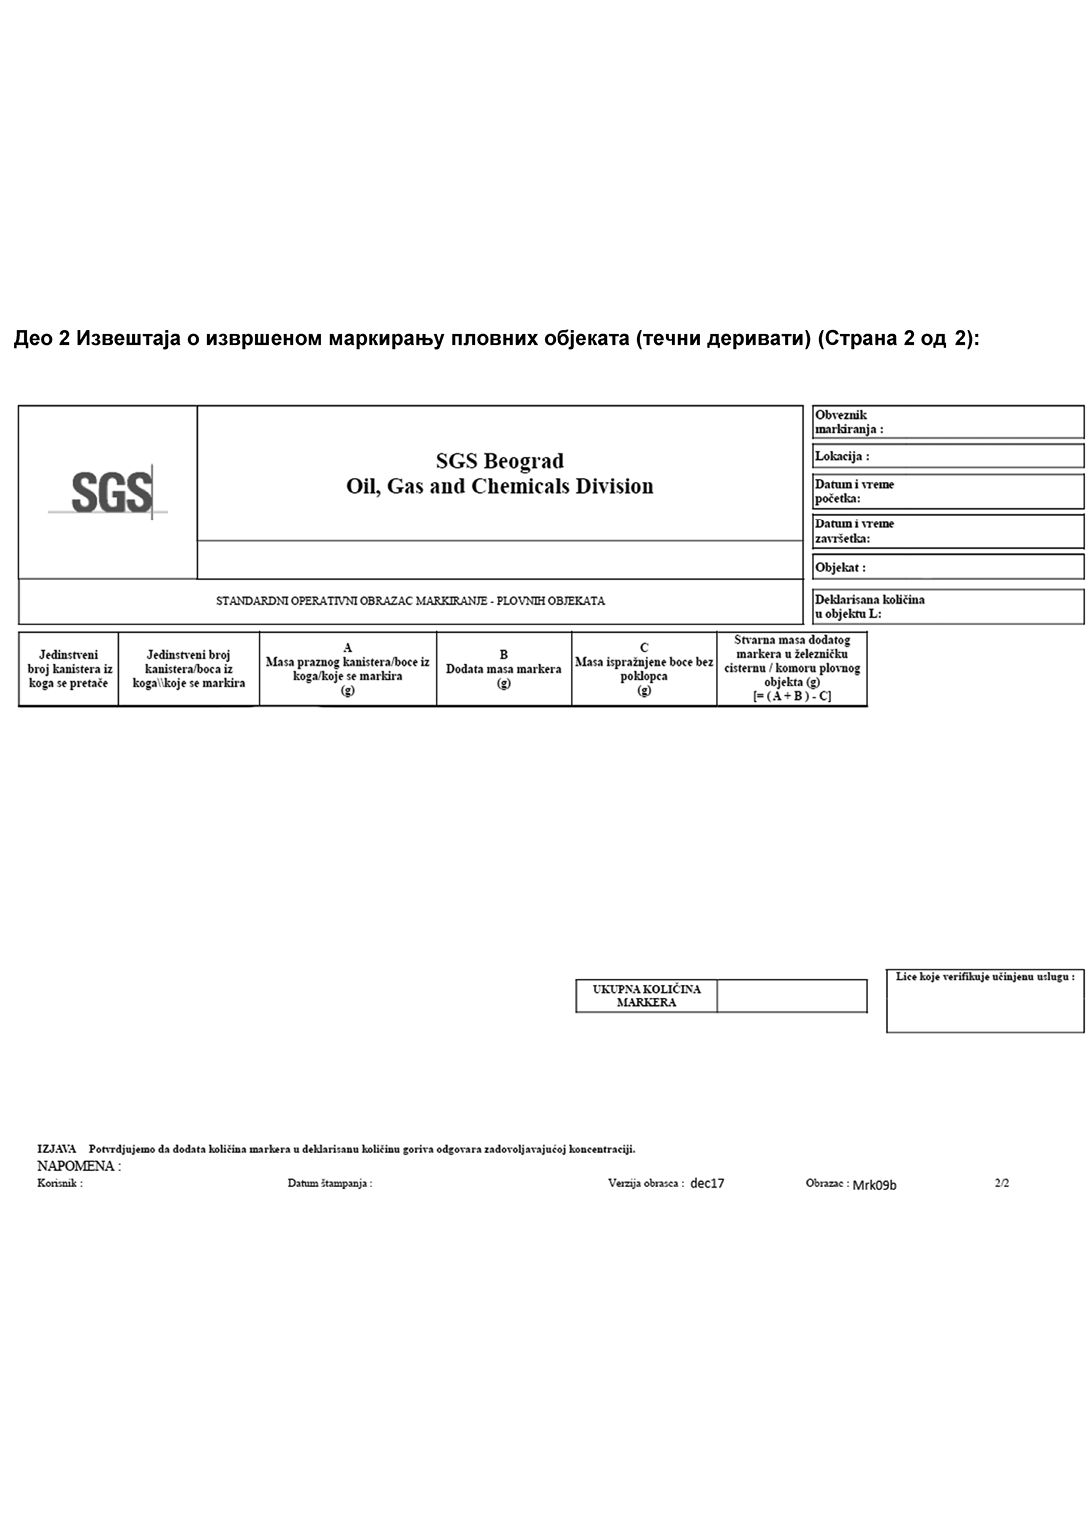 Део 2 Извештаја о извршеном маркирању пловних објеката (течни деривати) (Страна 2 од 2):
SGS
SGS Beograd
Oil, Gas and Chemicals Division
STANDARDNI OPERATIVNI OBRAZAC MARKIRANJE - PLOVNIH OBJEKATA
Obveznik
markiranja :
Lokacija :
Datum i vreme
početka:
Datum i vreme
završetka:
Objekat :
Deklarisana količina
u objektu L:
Jedinstveni
broj kanistera iz
koga se pretače
Jedinstveni broj
kanistera/boca iz
koga\\koje se markira
A
Masa praznog kanistera/boce iz
koga/koje se markira
(g)
B
Dodata masa markera
(g)
C
Masa ispražnjene boce bez
poklopca
(g)
Stvarna masa dodatog
markera u železničku
cisternu / komoru plovnog
objekta (g)
[= ( A + B ) - C]
UKUPNA KOLIČINA
MARKERA
Lice koje verifikuje učinjenu uslugu :
IZJAVA Potvrdjujemo da dodata količina markera u deklarisanu količinu goriva odgovara zadovoljavajućoj koncentraciji.
NAPOMENA :
Korisnik : Datum štampanja : Verzija obrasca : dec17 Obrazac : Mrk09b 2/2